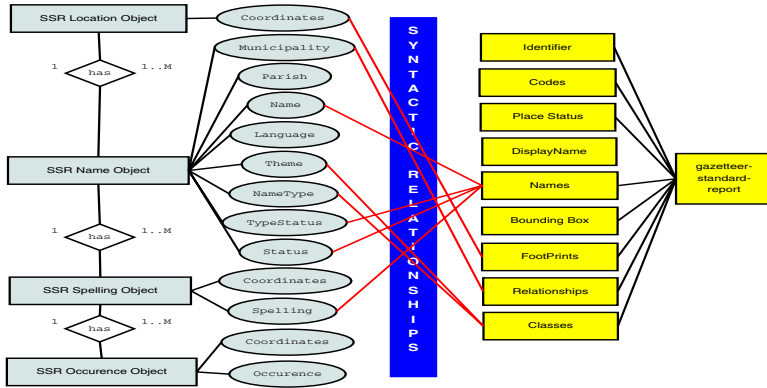 SSR Location Object
1
has
1..M
SSR Name Object
1
has
1..M
SSR Spelling Object
1
has
1..M
SSR Occurence Object
Coordinates
Municipality
Parish
Name
Language
Theme
NameType
TypeStatus
Status
Coordinates
Spelling
Coordinates
Occurence
SYNTACTIC RELATIONSHIPS
Identifier
Codes
Place Status
DisplayName
Names
Bounding Box
FootPrints
Relationships
Classes
gazetteer-
standard-
report